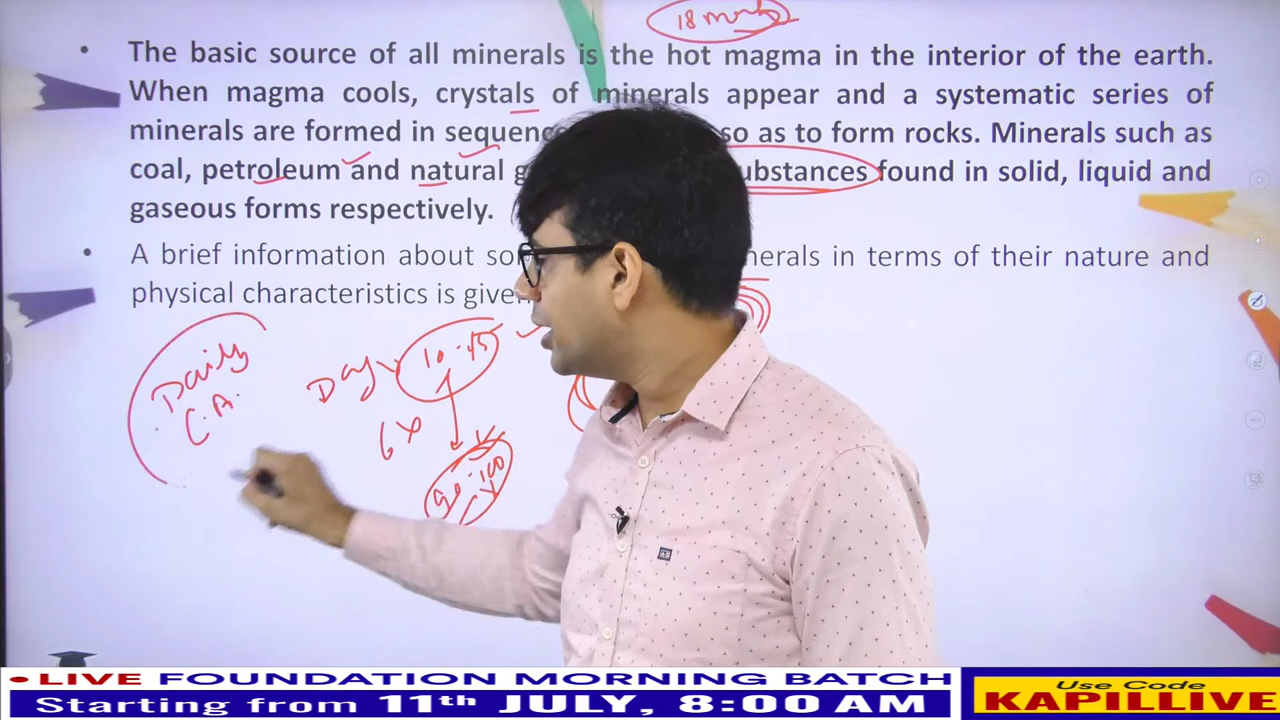 18 marks
• The basic source of all minerals is the hot magma in the interior of the earth.
When magma cools, crystals of minerals appear and a systematic series of
minerals are formed in sequenc so as to form rocks. Minerals such as
coal, petroleum and natural g ubstances found in solid, liquid and
gaseous forms respectively.
• A brief information about so nerals in terms of their nature and
physical characteristics is given
Daily
C.A.
Day 10-15
6x
90-100
• LIVE FOUNDATION MORNING BATCH
Starting from 11th JULY, 8:00 AM
Use Code
KAPILLIVE